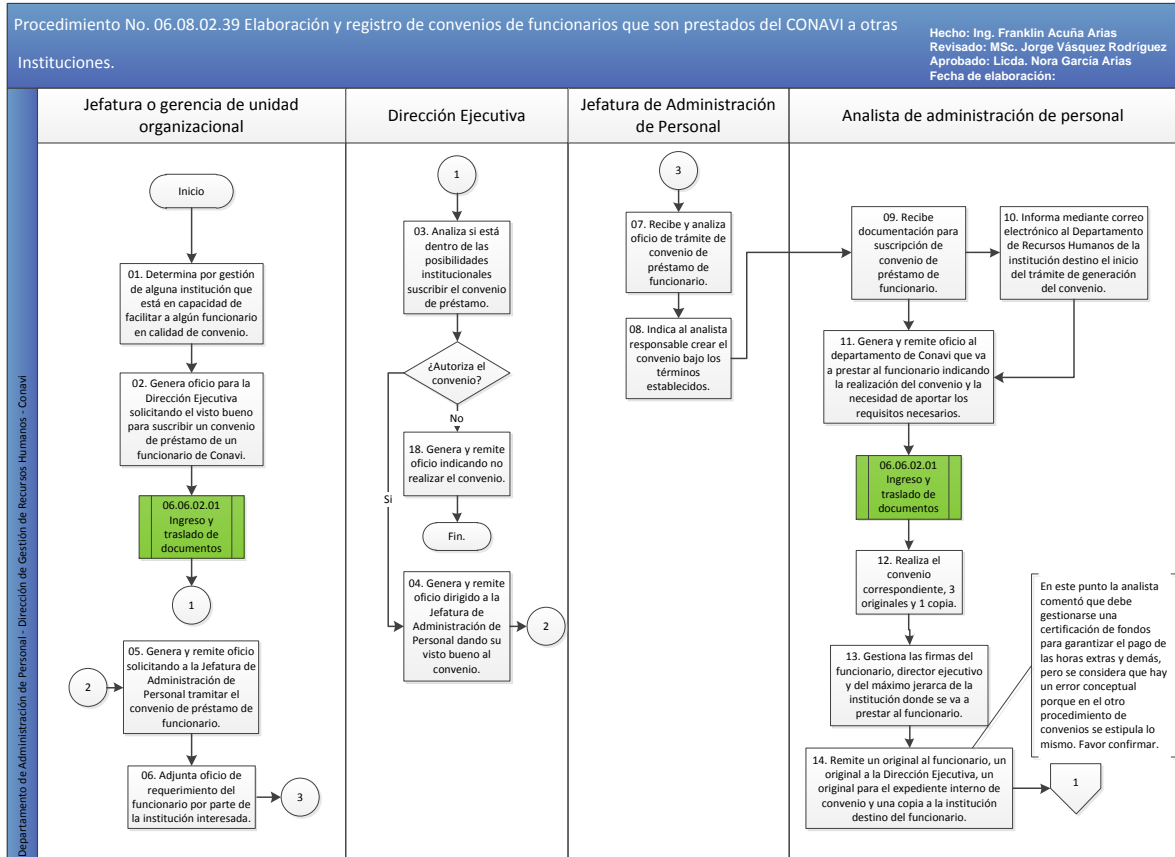 Procedimiento No. 06.08.02.39 Elaboración y registro de convenios de funcionarios que son prestados del CONAVI a otras
Instituciones.
Hecho: Ing. Franklin Acuña Arias
Revisado: MSc. Jorge Vásquez Rodríguez
Aprobado: Licda. Nora García Arias
Fecha de elaboración:
Departamento de Administración de Personal - Dirección de Gestión de Recursos Humanos - Conavi
Jefatura o gerencia de unidad
organizacional
Inicio
01. Determina por gestión
de alguna institución que
está en capacidad de
facilitar a algún funcionario
en calidad de convenio.
02. Genera oficio para la
Dirección Ejecutiva
solicitando el visto bueno
para suscribir un convenio
de préstamo de un
funcionario de Conavi.
06.06.02.01
Ingreso y
traslado de
documentos
1
2
05. Genera y remite oficio
solicitando a la Jefatura de
Administración de
Personal tramitar el
convenio de préstamo de
funcionario.
06. Adjunta oficio de
requerimiento del
funcionario por parte de
la institución interesada.
3
Dirección Ejecutiva
1
03. Analiza si está
dentro de las
posibilidades
institucionales
suscribir el convenio
de préstamo.
¿Autoriza el
convenio?
No
Si
18. Genera y remite
oficio indicando no
realizar el convenio.
Fin.
04. Genera y remite
oficio dirigido a la
Jefatura de
Administración de
Personal dando su
visto bueno al
convenio.
2
Jefatura de Administración
de Personal
3
07. Recibe y analiza
oficio de trámite de
convenio de
préstamo de
funcionario.
08. Indica al analista
responsable crear el
convenio bajo los
términos
establecidos.
Analista de administración de personal
09. Recibe
documentación para
suscripción de
convenio de
préstamo de
funcionario.
10. Informa mediante correo
electrónico al Departamento
de Recursos Humanos de la
institución destino el inicio
del trámite de generación
del convenio.
11. Genera y remite oficio al
departamento de Conavi que va
a prestar al funcionario indicando
la realización del convenio y la
necesidad de aportar los
requisitos necesarios.
06.06.02.01
Ingreso y
traslado de
documentos
12. Realiza el
convenio
correspondiente, 3
originales y 1 copia.
13. Gestiona las firmas del
funcionario, director ejecutivo
y del máximo jerarca de la
institución donde se va a
prestar al funcionario.
14. Remite un original al funcionario, un
original a la Dirección Ejecutiva, un
original para el expediente interno de
convenio y una copia a la institución
destino del funcionario.
1
En este punto la analista
comentó que debe
gestionarse una
certificación de fondos
para garantizar el pago de
las horas extras y demás,
pero se considera que hay
un error conceptual
porque en el otro
procedimiento de
convenios se estipula lo
mismo. Favor confirmar.